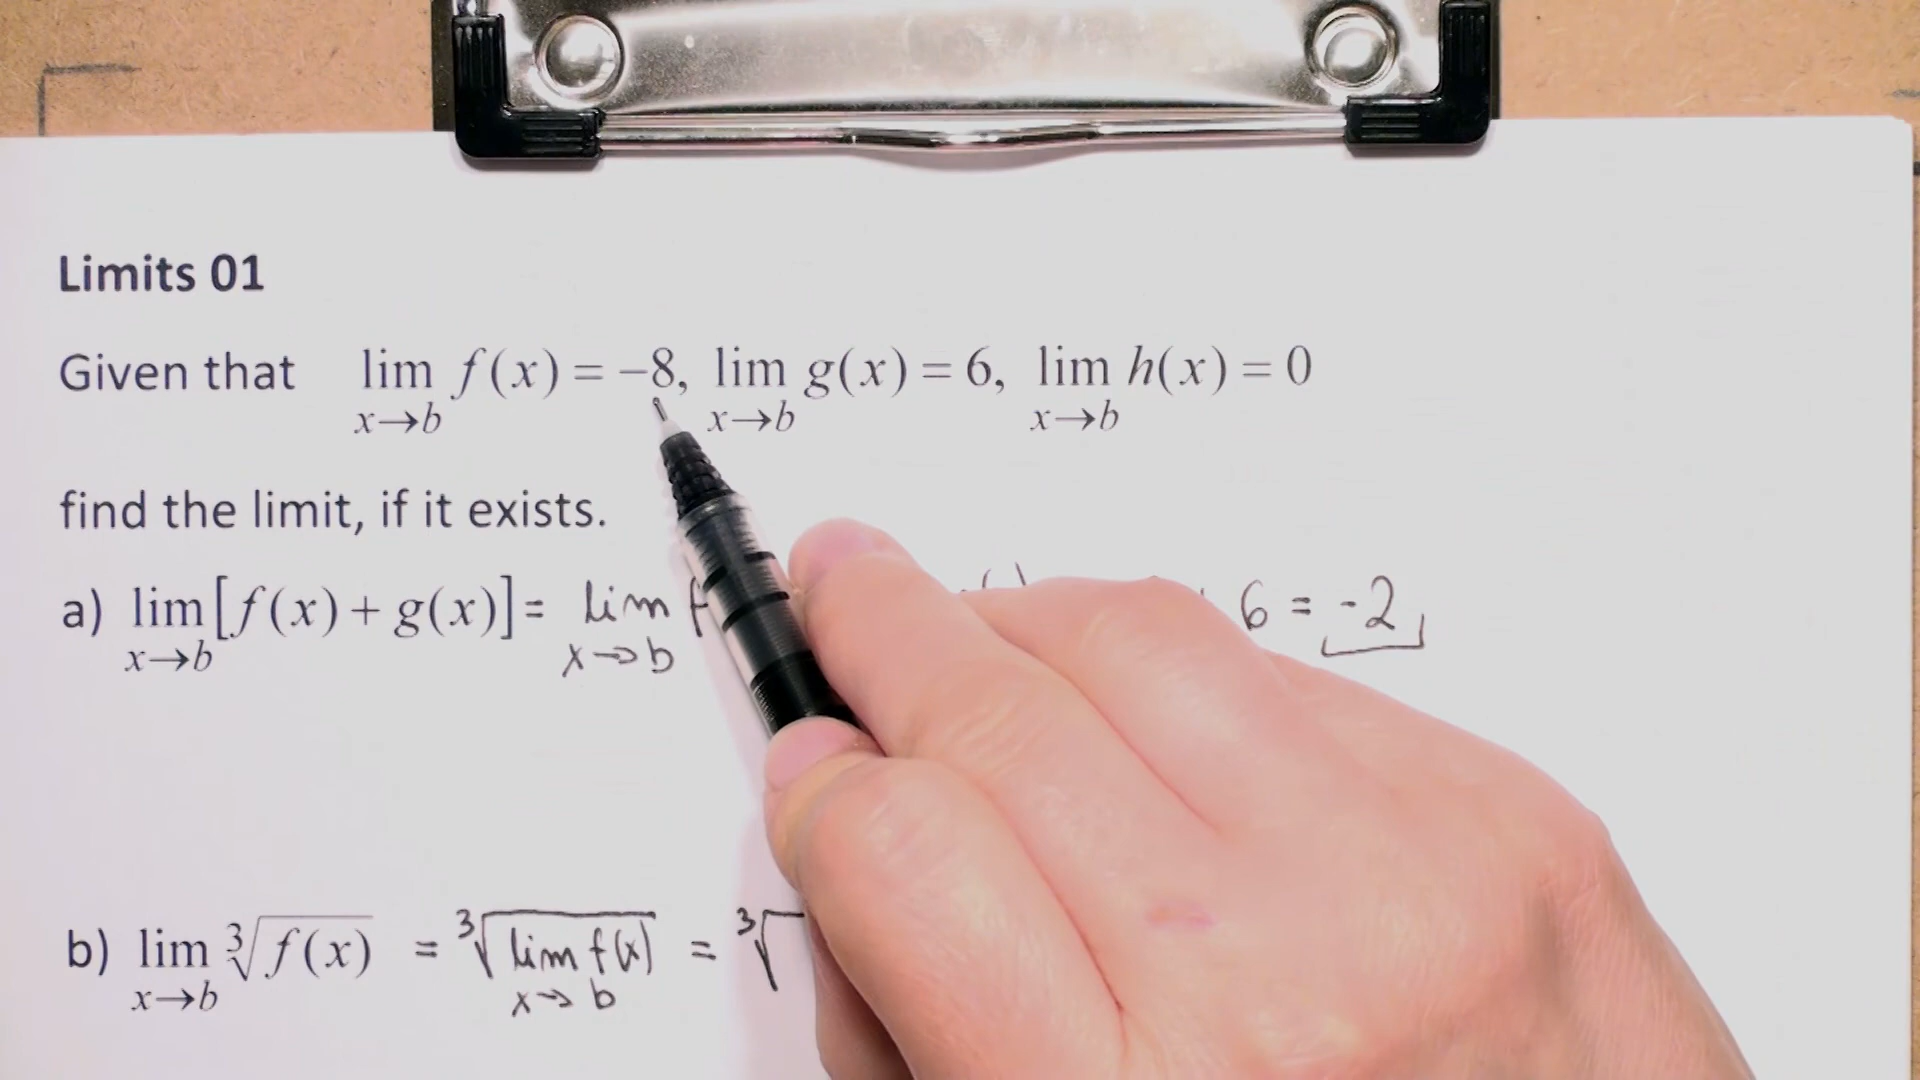 Limits 01
Given that lim f(x) = −8, lim g(x) = 6, lim h(x) = 0
x→b x→b x→b
find the limit, if it exists.
a) lim [f(x) + g(x)] = lim f 6 = -2
x→b x→b
b) lim ∛f(x) = ∛lim f(x) = ∛
x→b x→b